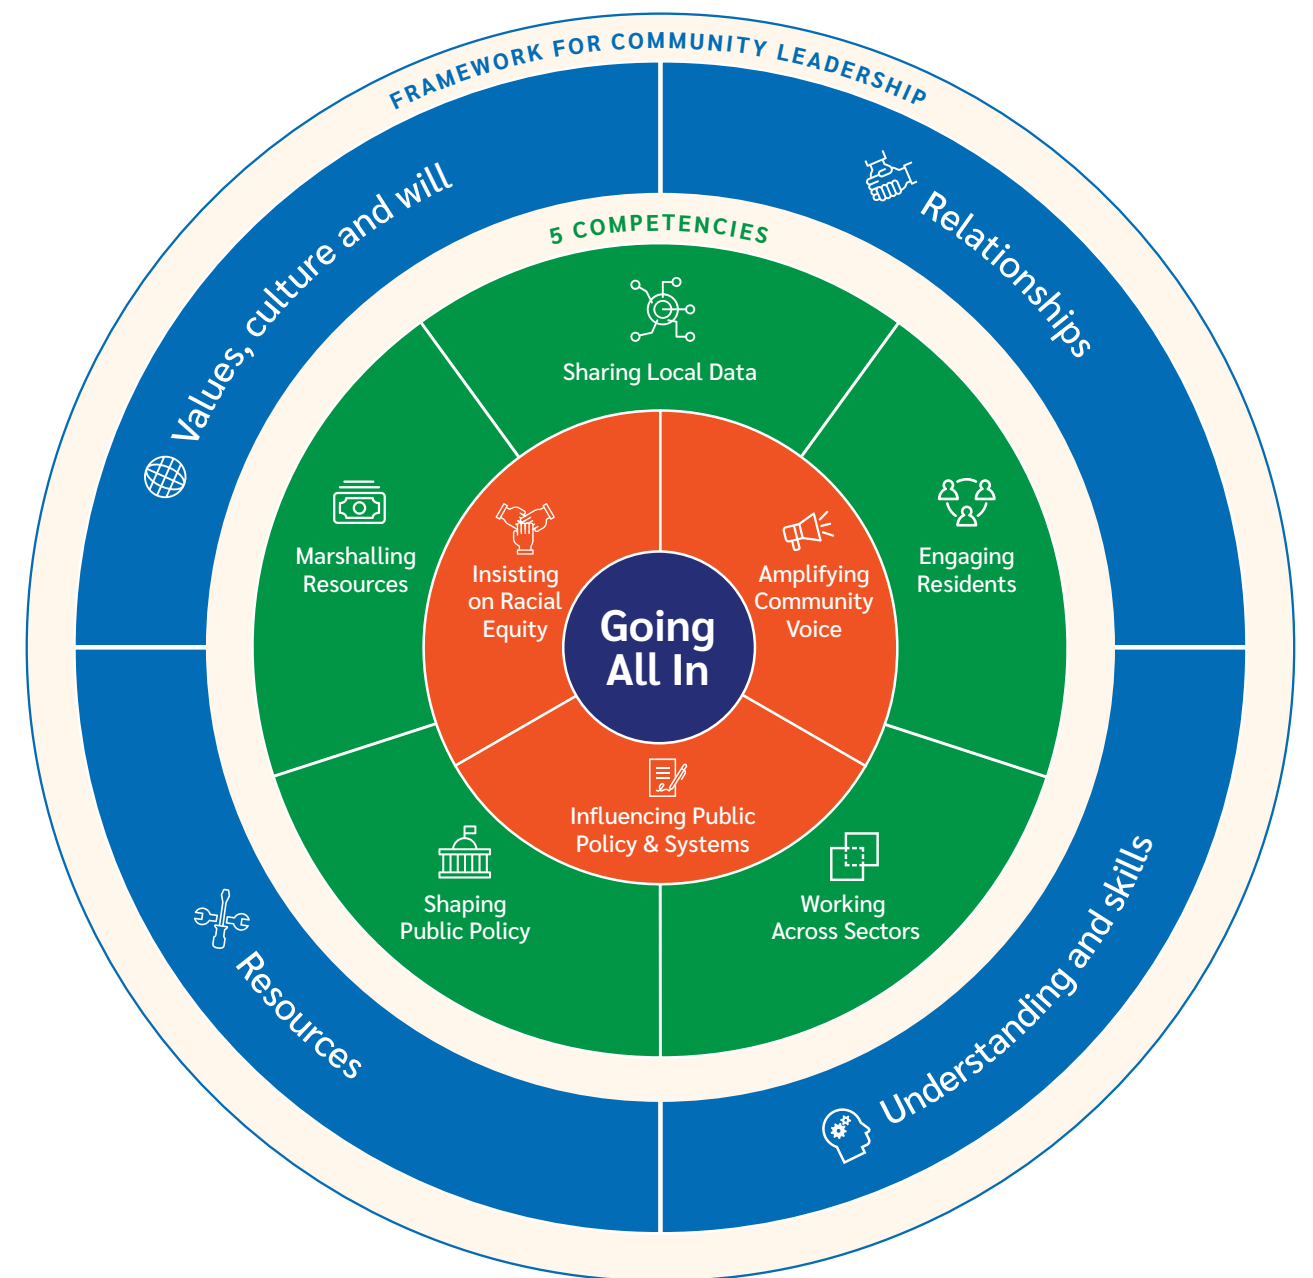 FRAMEWORK FOR COMMUNITY LEADERSHIP
Values, culture and will
Relationships
5 COMPETENCIES
Sharing Local Data
Marshalling
Resources
Insisting
on Racial
Equity
Going
All In
Amplifying
Community
Voice
Engaging
Residents
Influencing Public
Policy & Systems
Shaping
Public Policy
Working
Across Sectors
Resources
Understanding and skills